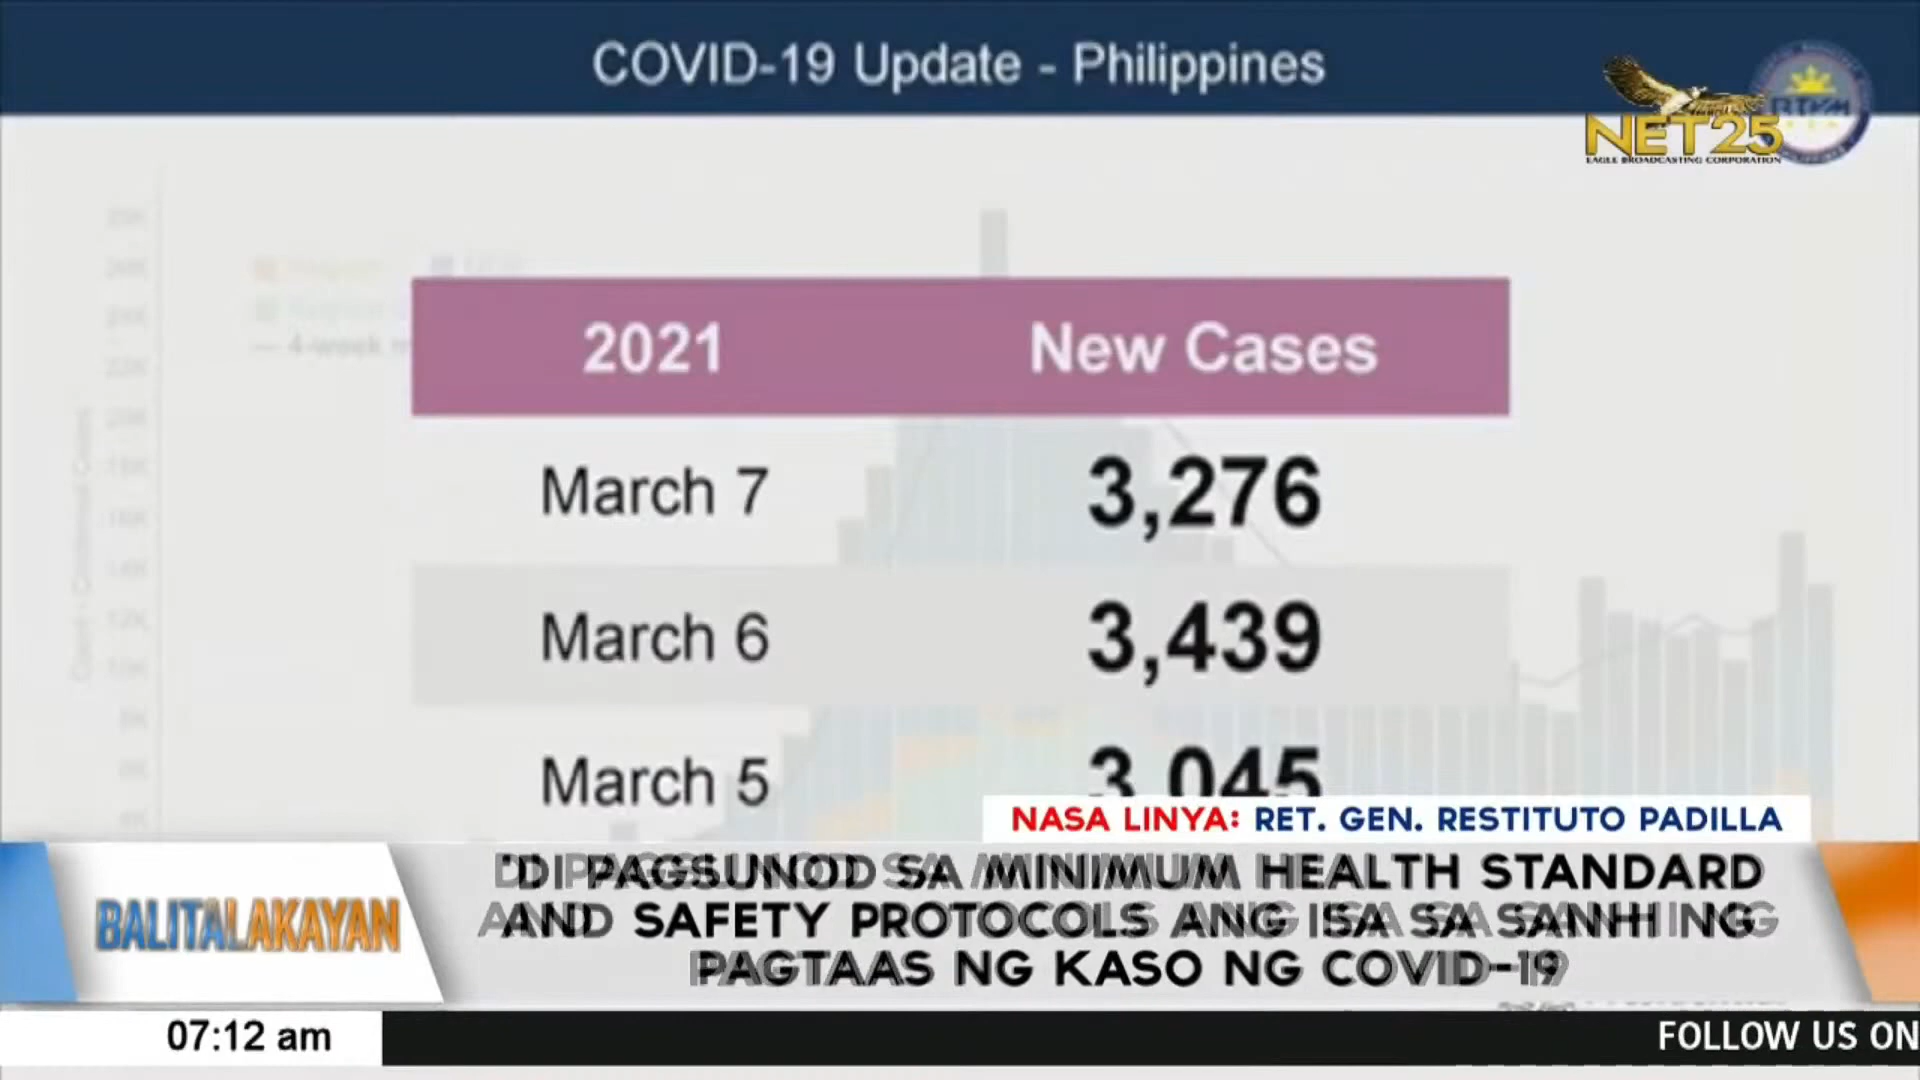 COVID-19 Update - Philippines
NET25
EAGLE BROADCASTING CORPORATION
2021 New Cases
March 7 3,276
March 6 3,439
March 5 3,045
NASA LINYA: RET. GEN. RESTITUTO PADILLA
'DI PAGSUNOD SA MINIMUM HEALTH STANDARD
AND SAFETY PROTOCOLS ANG ISA SA SANHI NG
PAGTAAS NG KASO NG COVID-19
BALITALAKAYAN
07:12 am
FOLLOW US ON